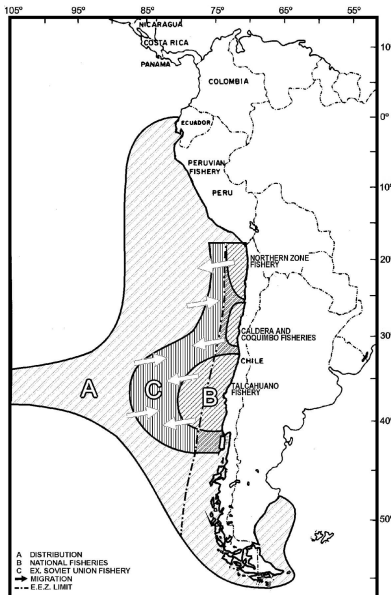 105° 95° 85° 75° 65° 55°
NICARAGUA
COSTA RICA
PANAMA
10°
COLOMBIA
0°
ECUADOR
PERUVIAN
FISHERY
10°
PERU
20°
NORTHERN ZONE
FISHERY
30°
CALDERA AND
COQUIMBO FISHERIES
CHILE
A
C
B
TALCAHUANO
FISHERY
40°
50°
A DISTRIBUTION
B NATIONAL FISHERIES
C EX. SOVIET UNION FISHERY
MIGRATION
E.E.Z. LIMIT